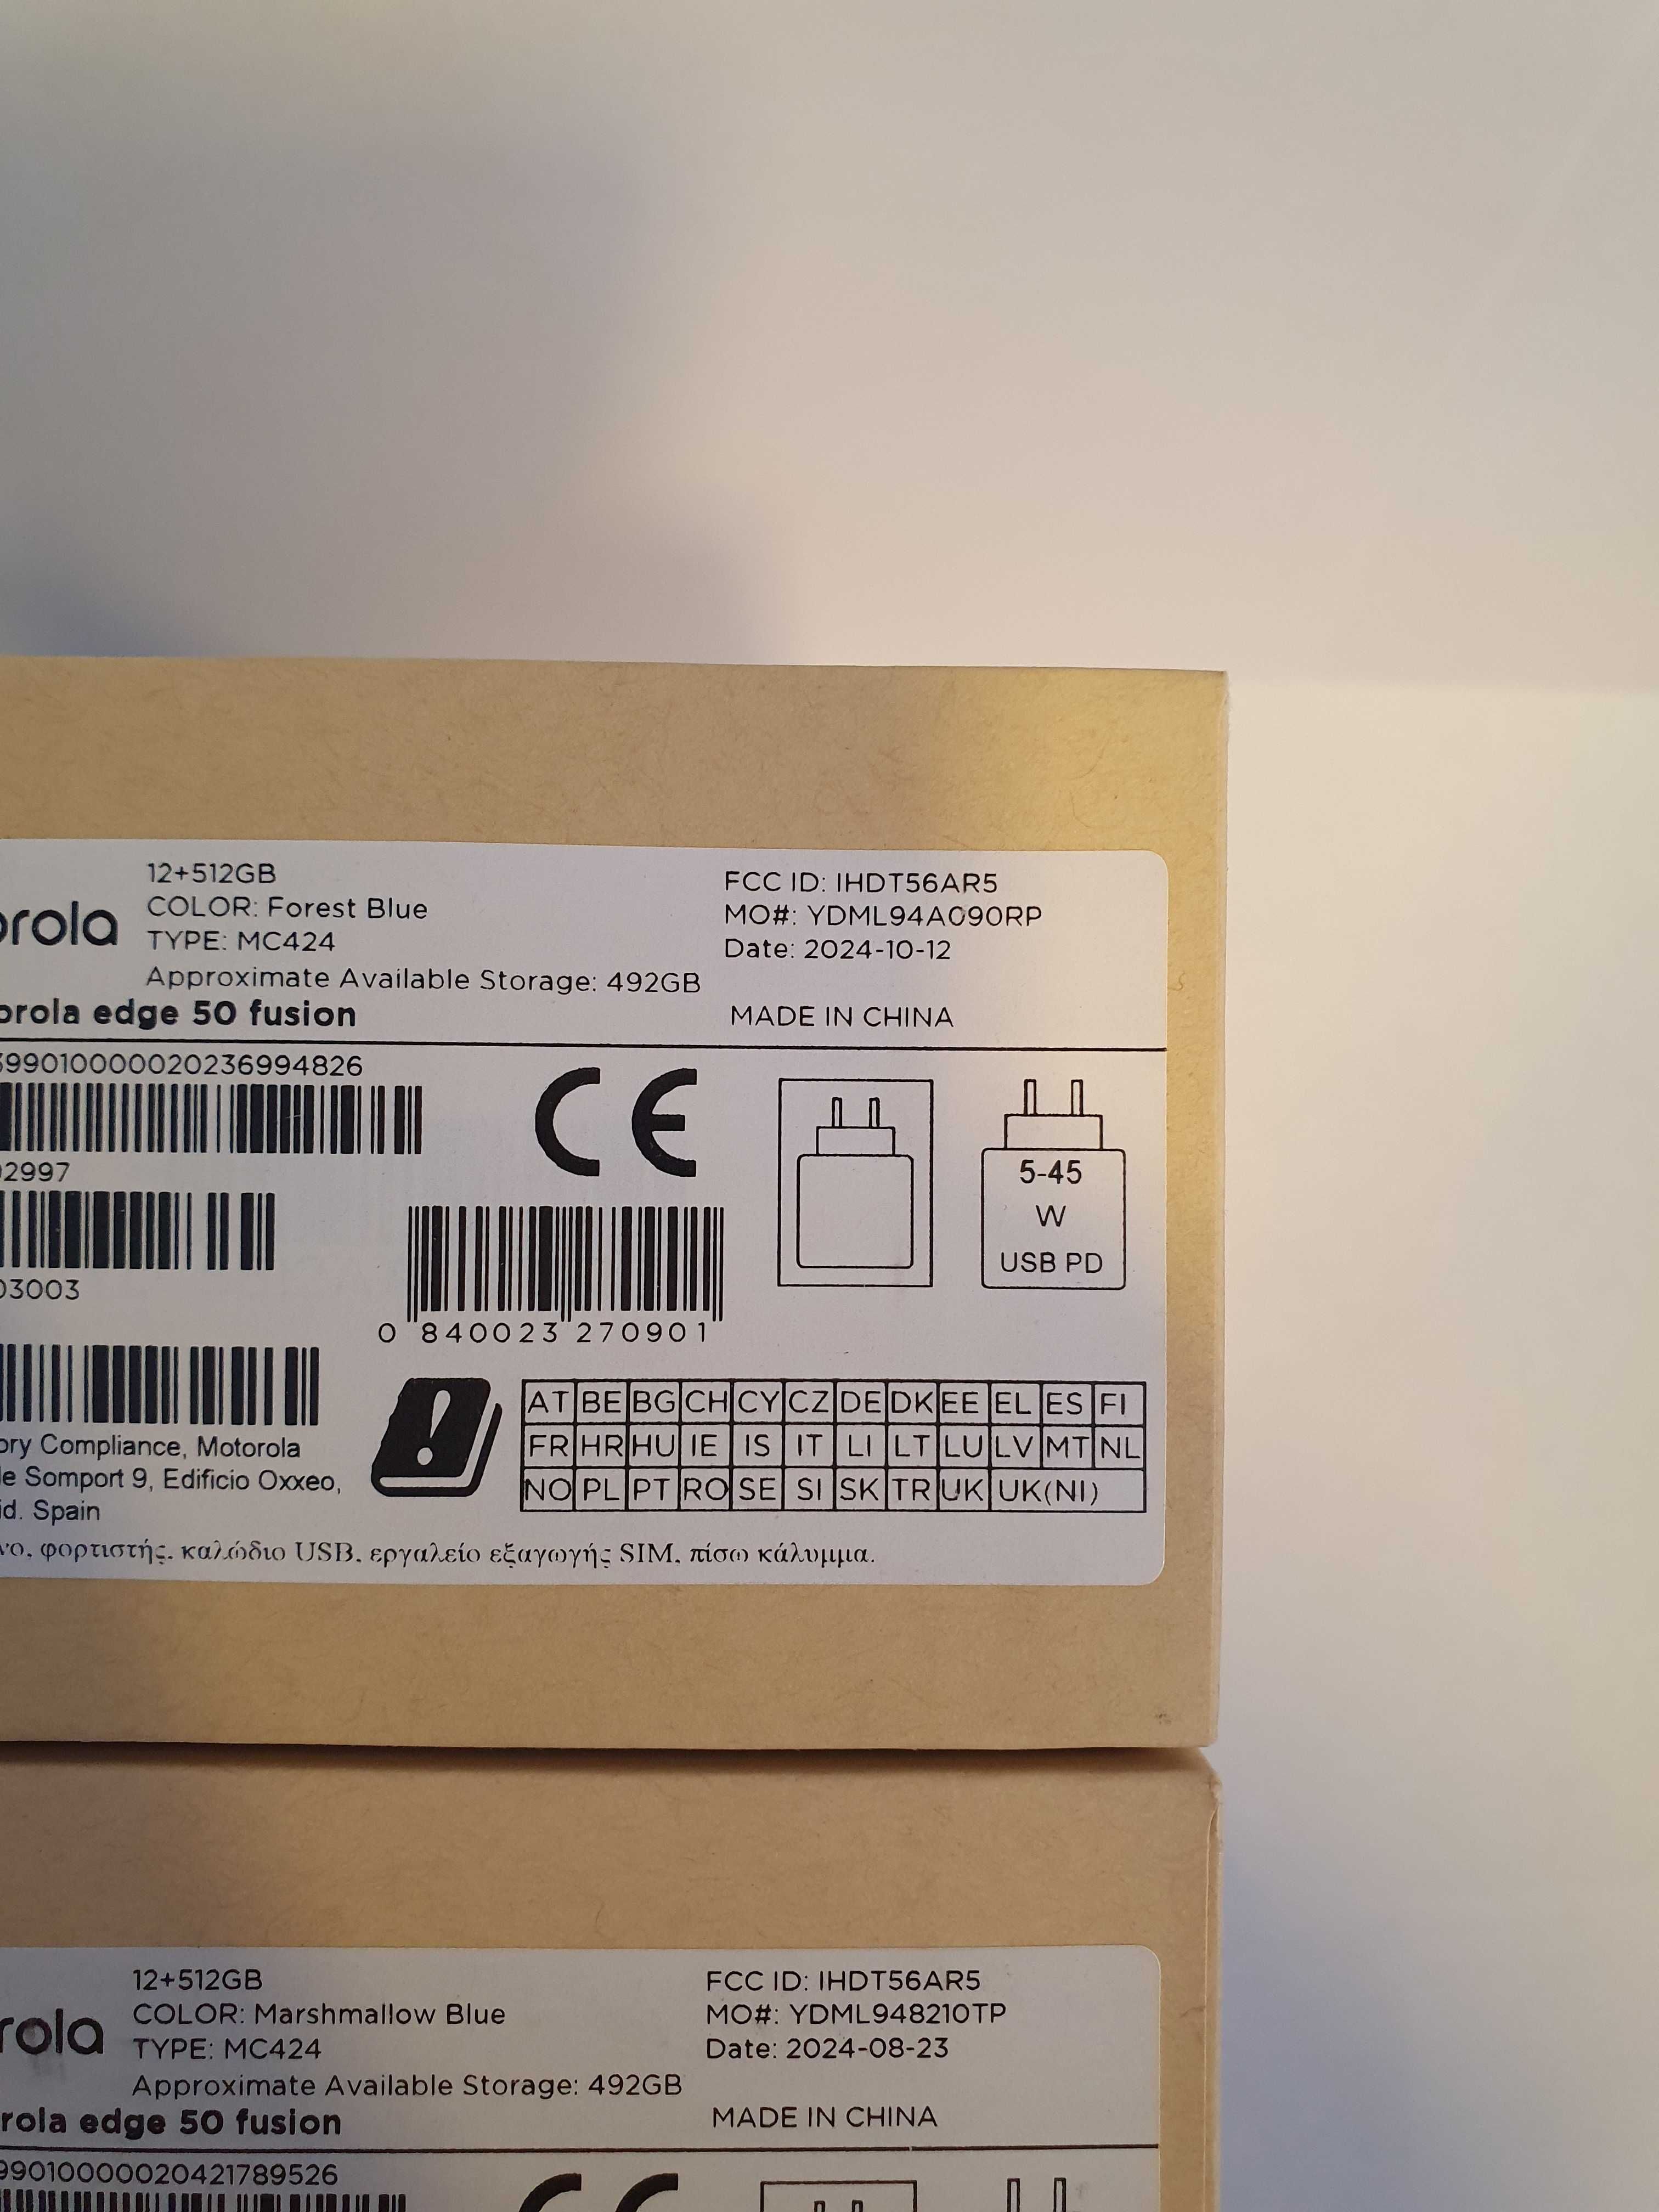 12+512GB
COLOR: Forest Blue
TYPE: MC424
Approximate Available Storage: 492GB
orola
orola edge 50 fusion
FCC ID: IHDT56AR5
MO#: YDML94A090RP
Date: 2024-10-12
MADE IN CHINA
99010000020236994826
CE
2997
03003
0 840023 270901
5-45
W
USB PD
AT BE BG CH CY CZ DE DK EE EL ES FI
FR HR HU IE IS IT LI LT LU LV MT NL
NO PL PT RO SE SI SK TR UK UK(NI)
ory Compliance, Motorola
le Somport 9, Edificio Oxxeo,
id. Spain
νο, φορτιστής, καλώδιο USB, εργαλείο εξαγωγής SIM, πίσω κάλυμμα.
12+512GB
COLOR: Marshmallow Blue
TYPE: MC424
Approximate Available Storage: 492GB
rola
rola edge 50 fusion
FCC ID: IHDT56AR5
MO#: YDML948210TP
Date: 2024-08-23
MADE IN CHINA
99010000020421789526
CE